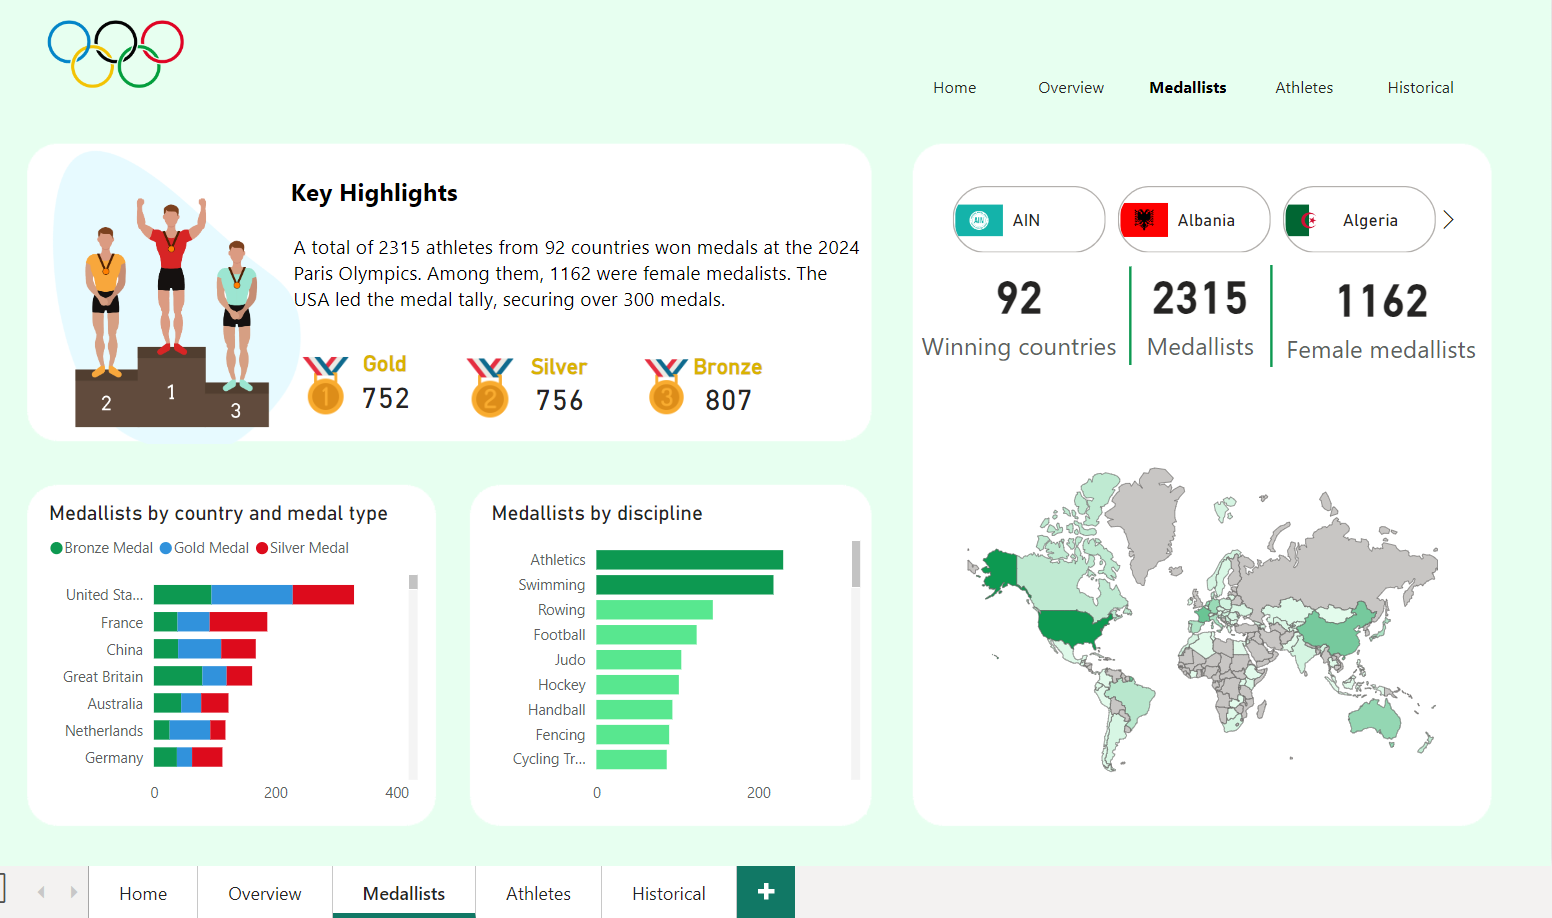 Home Overview Medallists Athletes Historical
Key Highlights
A total of 2315 athletes from 92 countries won medals at the 2024
Paris Olympics. Among them, 1162 were female medalists. The
USA led the medal tally, securing over 300 medals.
2 1 3
1 Gold 752
2 Silver 756
3 Bronze 807
AIN AIN
Albania
Algeria
92
Winning countries
2315
Medallists
1162
Female medallists
Medallists by country and medal type
Bronze Medal Gold Medal Silver Medal
United Sta...
France
China
Great Britain
Australia
Netherlands
Germany
0 200 400
Medallists by discipline
Athletics
Swimming
Rowing
Football
Judo
Hockey
Handball
Fencing
Cycling Tr...
0 200
Home Overview Medallists Athletes Historical +